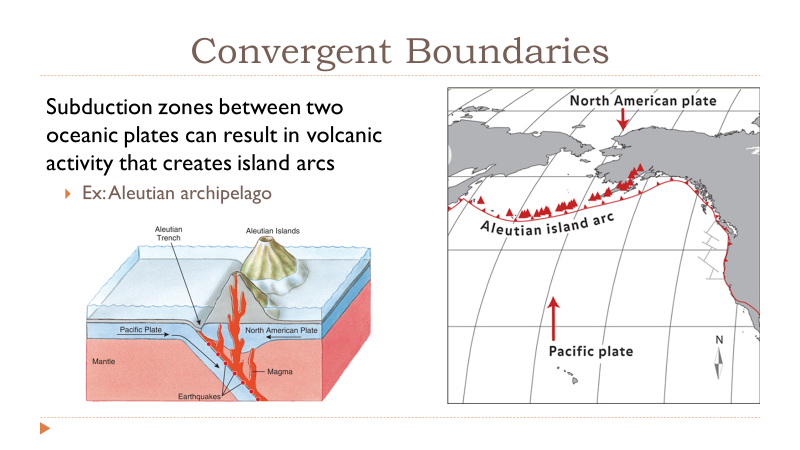 Convergent Boundaries
Subduction zones between two
oceanic plates can result in volcanic
activity that creates island arcs
Ex: Aleutian archipelago
Aleutian
Trench
Aleutian Islands
Pacific Plate
North American Plate
Mantle
Magma
Earthquakes
North American plate
Aleutian island arc
Pacific plate
N